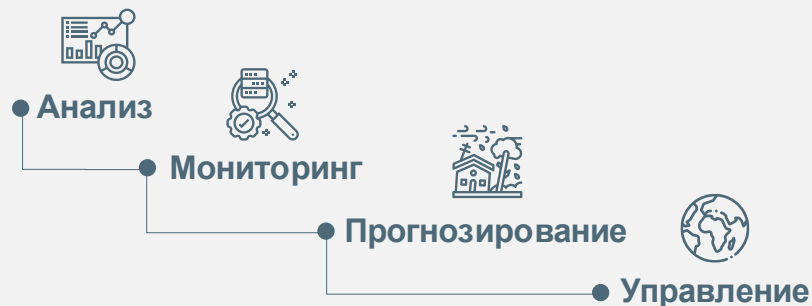 Анализ
Мониторинг
Прогнозирование
Управление